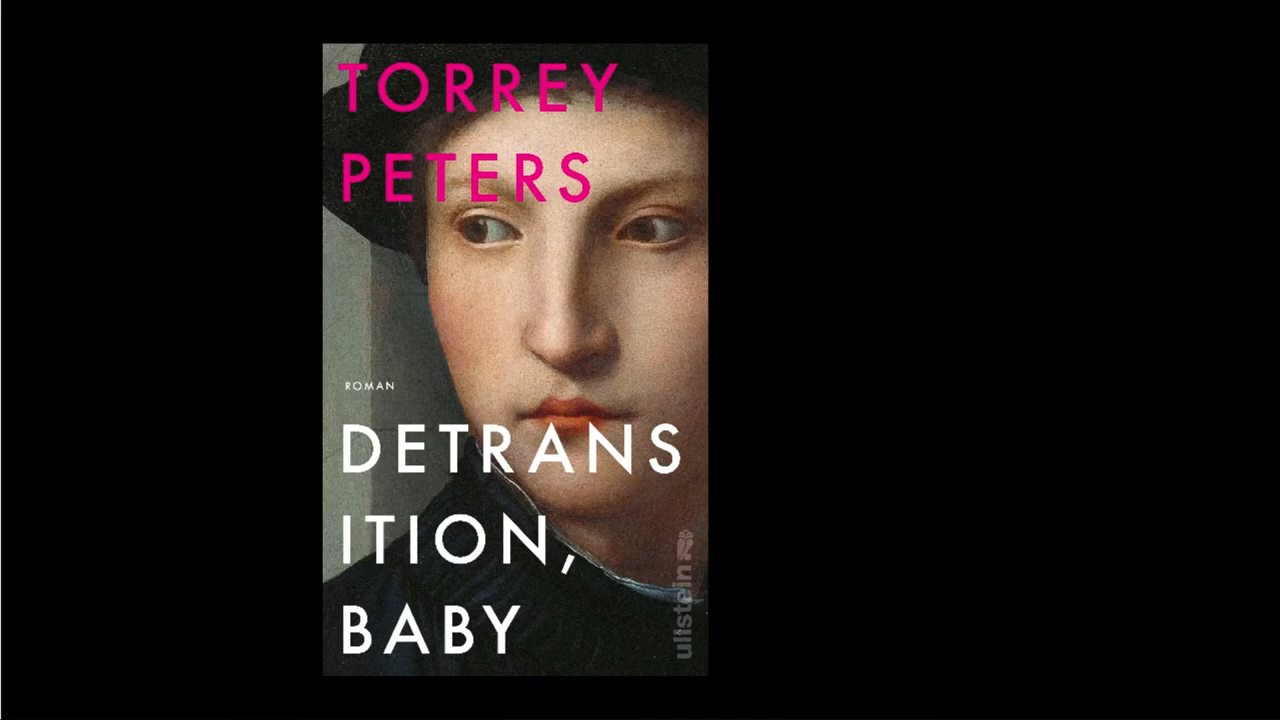 TORREY
PETERS
ROMAN
DETRANS
ITION,
BABY
ullstein